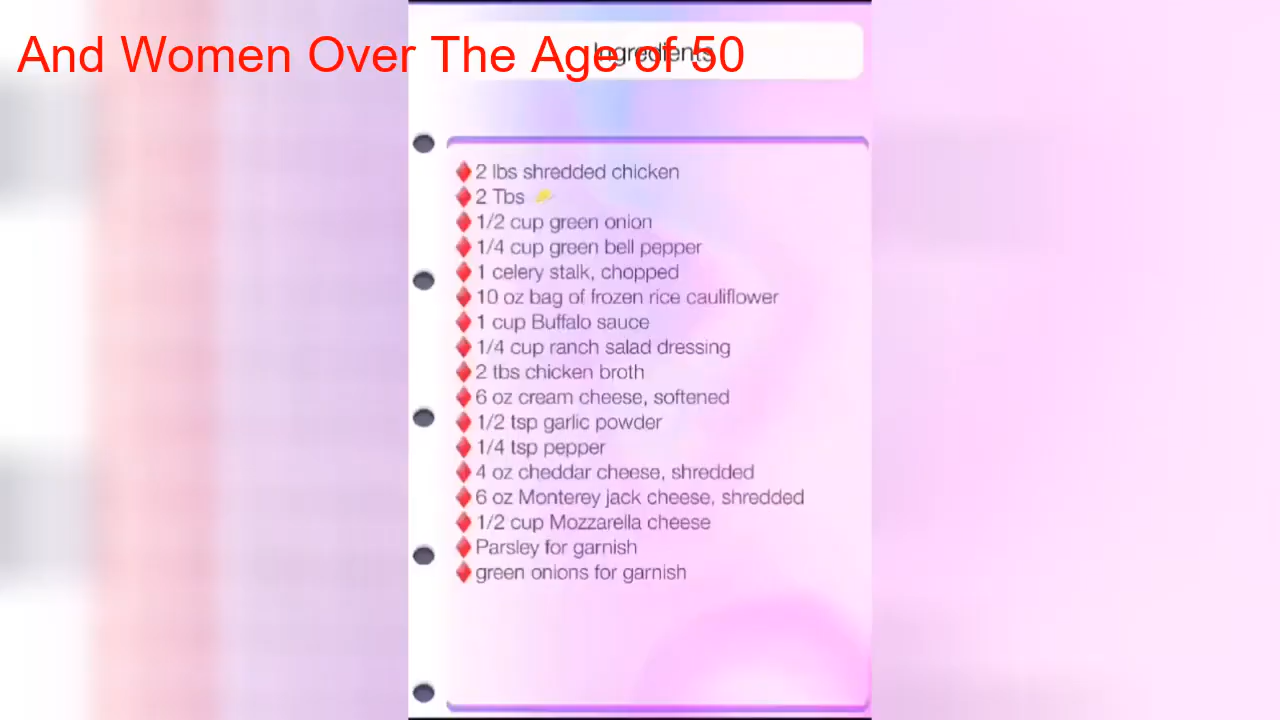 And Women Over The Age of 50
Ingredients
2 lbs shredded chicken
2 Tbs
1/2 cup green onion
1/4 cup green bell pepper
1 celery stalk, chopped
10 oz bag of frozen rice cauliflower
1 cup Buffalo sauce
1/4 cup ranch salad dressing
2 tbs chicken broth
6 oz cream cheese, softened
1/2 tsp garlic powder
1/4 tsp pepper
4 oz cheddar cheese, shredded
6 oz Monterey jack cheese, shredded
1/2 cup Mozzarella cheese
Parsley for garnish
green onions for garnish